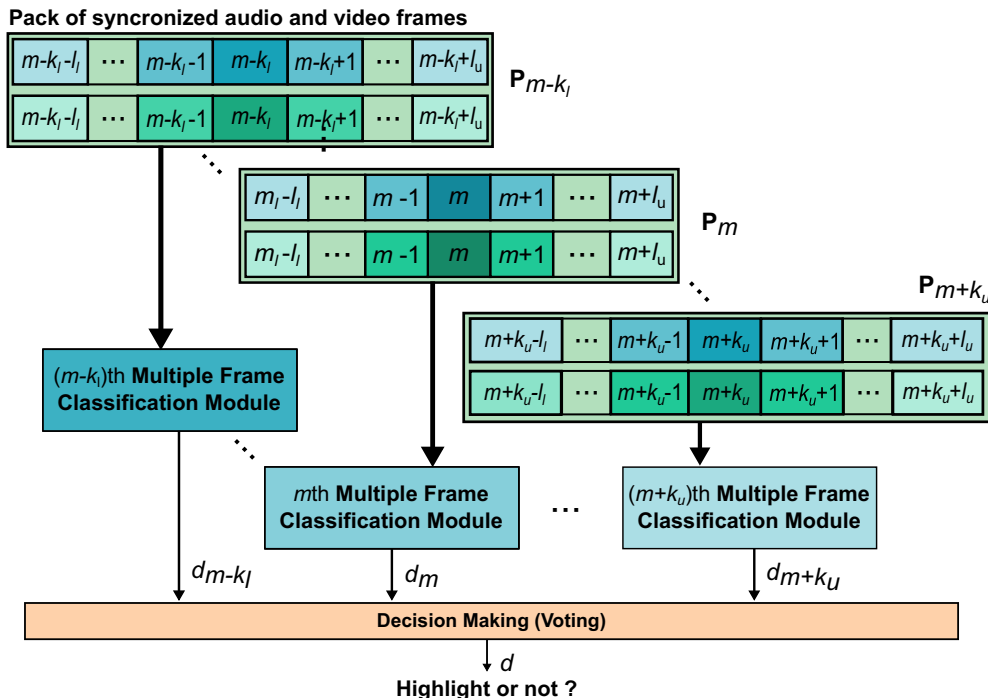 Pack of syncronized audio and video frames
m-kₗ-lₗ ... m-kₗ-1 m-kₗ m-kₗ+1 ... m-kₗ+lᵤ
m-kₗ-lₗ ... m-kₗ-1 m-kₗ m-kₗ+1 ... m-kₗ+lᵤ
Pm-kₗ
mₗ-lₗ ... m-1 m m+1 ... m+lᵤ
mₗ-lₗ ... m-1 m m+1 ... m+lᵤ
Pm
Pm+kᵤ
m+kᵤ-lₗ ... m+kᵤ-1 m+kᵤ m+kᵤ+1 ... m+kᵤ+lᵤ
m+kᵤ-lₗ ... m+kᵤ-1 m+kᵤ m+kᵤ+1 ... m+kᵤ+lᵤ
(m-kₗ)th Multiple Frame
Classification Module
mth Multiple Frame
Classification Module
...
(m+kᵤ)th Multiple Frame
Classification Module
dm-kₗ
dm
dm+kᵤ
Decision Making (Voting)
d
Highlight or not ?